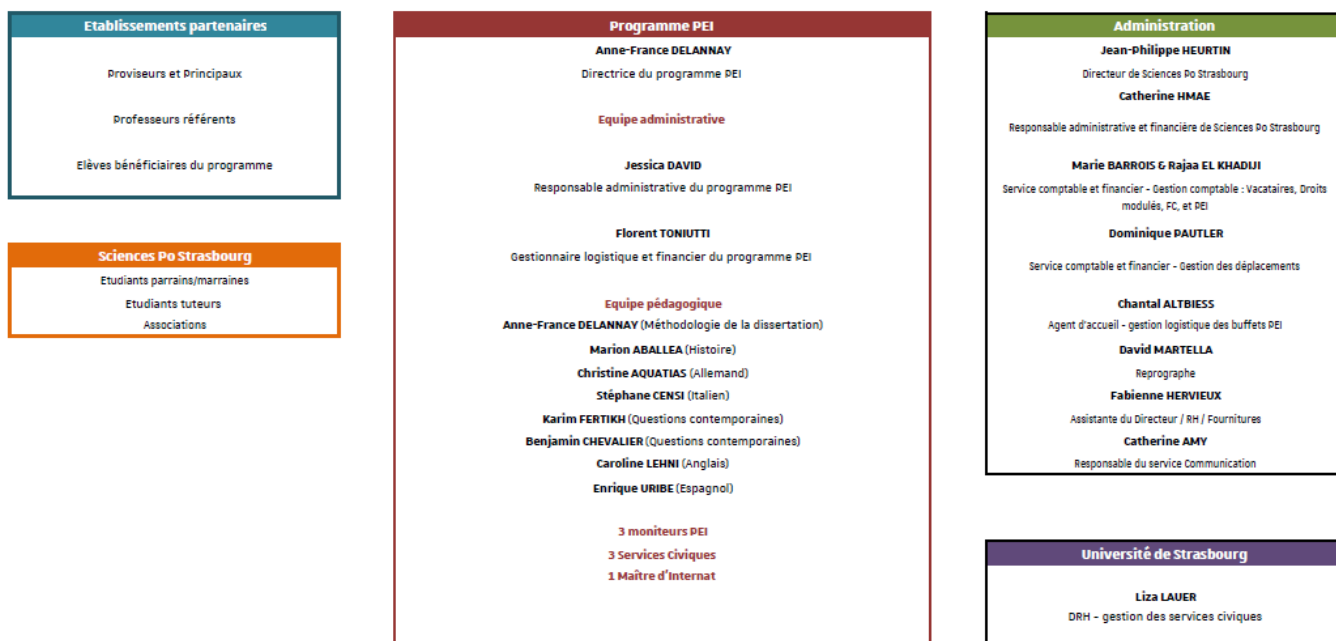 Etablissements partenaires
Proviseurs et Principaux
Professeurs référents
Elèves bénéficiaires du programme
Sciences Po Strasbourg
Etudiants parrains/marraines
Etudiants tuteurs
Associations
Programme PEI
Anne-France DELANNAY
Directrice du programme PEI
Equipe administrative
Jessica DAVID
Responsable administrative du programme PEI
Florent TONIUTTI
Gestionnaire logistique et financier du programme PEI
Equipe pédagogique
Anne-France DELANNAY (Méthodologie de la dissertation)
Marion ABALLEA (Histoire)
Christine AQUATIAS (Allemand)
Stéphane CENSI (Italien)
Karim FERTIKH (Questions contemporaines)
Benjamin CHEVALIER (Questions contemporaines)
Caroline LEHNI (Anglais)
Enrique URIBE (Espagnol)
3 moniteurs PEI
3 Services Civiques
1 Maître d'Internat
Administration
Jean-Philippe HEURTIN
Directeur de Sciences Po Strasbourg
Catherine HMAE
Responsable administrative et financière de Sciences Po Strasbourg
Marie BARROIS & Rajaa EL KHADIJI
Service comptable et financier - Gestion comptable : Vacataires, Droits
modulés, FC, et PEI
Dominique PAUTLER
Service comptable et financier - Gestion des déplacements
Chantal ALTBIESS
Agent d'accueil - gestion logistique des buffets PEI
David MARTELLA
Reprographe
Fabienne HERVIEUX
Assistante du Directeur / RH / Fournitures
Catherine AMY
Responsable du service Communication
Université de Strasbourg
Liza LAUER
DRH - gestion des services civiques